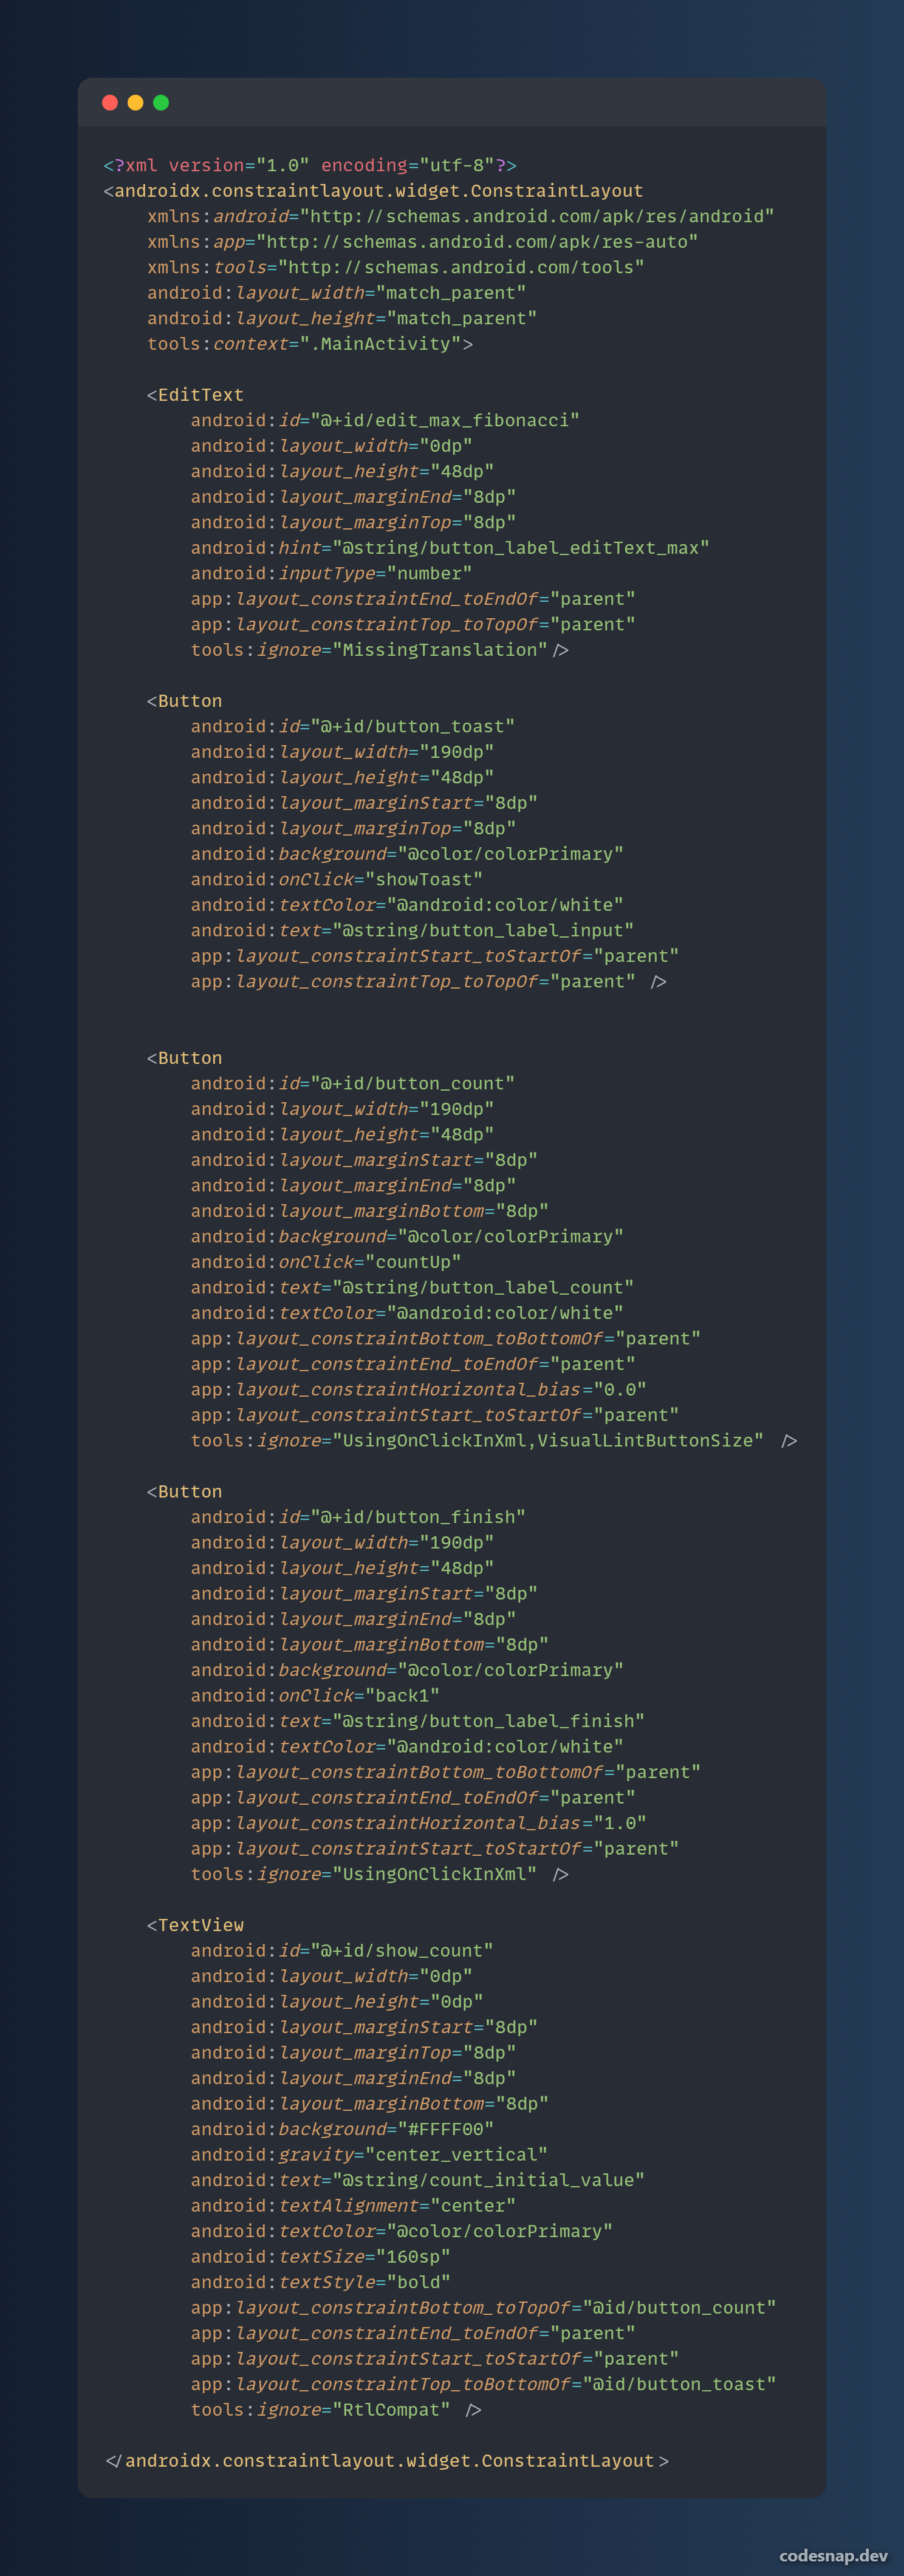 <?xml version="1.0" encoding="utf-8"?>
<androidx.constraintlayout.widget.ConstraintLayout
    xmlns:android="http://schemas.android.com/apk/res/android"
    xmlns:app="http://schemas.android.com/apk/res-auto"
    xmlns:tools="http://schemas.android.com/tools"
    android:layout_width="match_parent"
    android:layout_height="match_parent"
    tools:context=".MainActivity">

    <EditText
        android:id="@+id/edit_max_fibonacci"
        android:layout_width="0dp"
        android:layout_height="48dp"
        android:layout_marginEnd="8dp"
        android:layout_marginTop="8dp"
        android:hint="@string/button_label_editText_max"
        android:inputType="number"
        app:layout_constraintEnd_toEndOf="parent"
        app:layout_constraintTop_toTopOf="parent"
        tools:ignore="MissingTranslation"/>

    <Button
        android:id="@+id/button_toast"
        android:layout_width="190dp"
        android:layout_height="48dp"
        android:layout_marginStart="8dp"
        android:layout_marginTop="8dp"
        android:background="@color/colorPrimary"
        android:onClick="showToast"
        android:textColor="@android:color/white"
        android:text="@string/button_label_input"
        app:layout_constraintStart_toStartOf="parent"
        app:layout_constraintTop_toTopOf="parent" />


    <Button
        android:id="@+id/button_count"
        android:layout_width="190dp"
        android:layout_height="48dp"
        android:layout_marginStart="8dp"
        android:layout_marginEnd="8dp"
        android:layout_marginBottom="8dp"
        android:background="@color/colorPrimary"
        android:onClick="countUp"
        android:text="@string/button_label_count"
        android:textColor="@android:color/white"
        app:layout_constraintBottom_toBottomOf="parent"
        app:layout_constraintEnd_toEndOf="parent"
        app:layout_constraintHorizontal_bias="0.0"
        app:layout_constraintStart_toStartOf="parent"
        tools:ignore="UsingOnClickInXml,VisualLintButtonSize" />

    <Button
        android:id="@+id/button_finish"
        android:layout_width="190dp"
        android:layout_height="48dp"
        android:layout_marginStart="8dp"
        android:layout_marginEnd="8dp"
        android:layout_marginBottom="8dp"
        android:background="@color/colorPrimary"
        android:onClick="back1"
        android:text="@string/button_label_finish"
        android:textColor="@android:color/white"
        app:layout_constraintBottom_toBottomOf="parent"
        app:layout_constraintEnd_toEndOf="parent"
        app:layout_constraintHorizontal_bias="1.0"
        app:layout_constraintStart_toStartOf="parent"
        tools:ignore="UsingOnClickInXml" />

    <TextView
        android:id="@+id/show_count"
        android:layout_width="0dp"
        android:layout_height="0dp"
        android:layout_marginStart="8dp"
        android:layout_marginTop="8dp"
        android:layout_marginEnd="8dp"
        android:layout_marginBottom="8dp"
        android:background="#FFFF00"
        android:gravity="center_vertical"
        android:text="@string/count_initial_value"
        android:textAlignment="center"
        android:textColor="@color/colorPrimary"
        android:textSize="160sp"
        android:textStyle="bold"
        app:layout_constraintBottom_toTopOf="@id/button_count"
        app:layout_constraintEnd_toEndOf="parent"
        app:layout_constraintStart_toStartOf="parent"
        app:layout_constraintTop_toBottomOf="@id/button_toast"
        tools:ignore="RtlCompat" />

</androidx.constraintlayout.widget.ConstraintLayout>
codesnap.dev